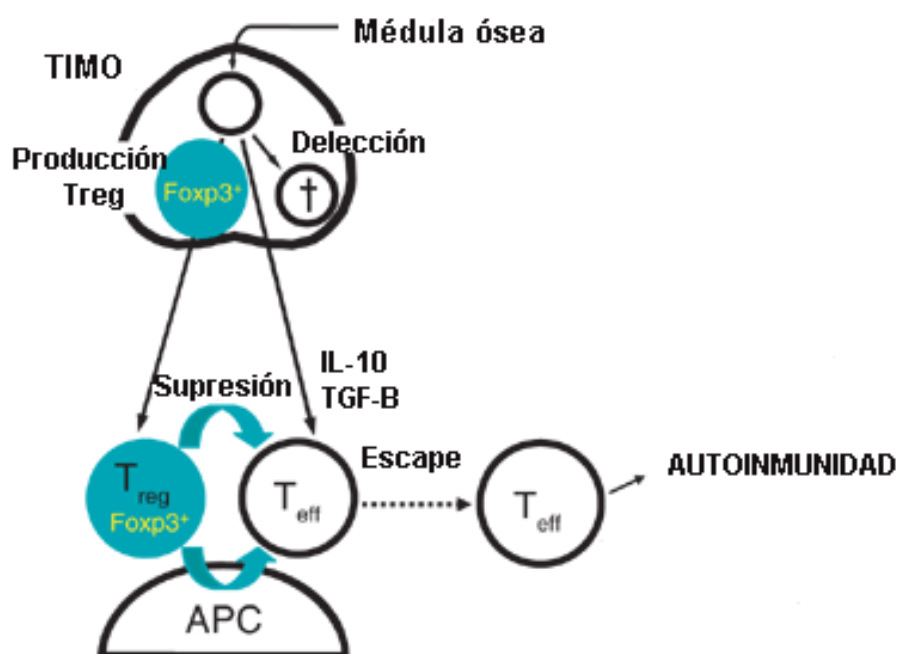 Médula ósea
TIMO
Delección
Producción
Treg
Foxp3+
†
IL-10
TGF-B
Supresión
Escape
AUTOINMUNIDAD
Treg
Foxp3+
Teff
Teff
APC